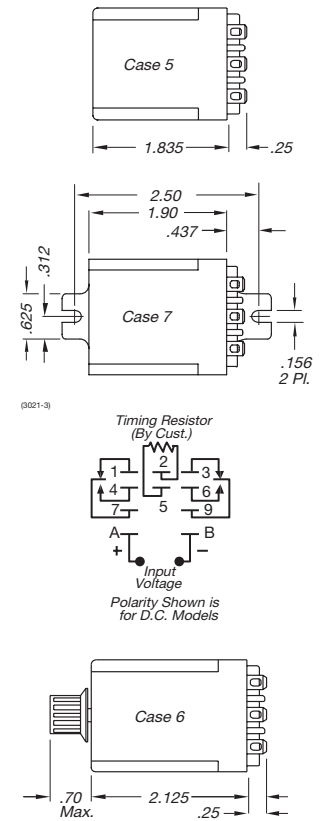 Case 5
1.835
.25
2.50
1.90
.437
.312
.625
Case 7
.156
2 Pl.
(3021-3)
Timing Resistor
(By Cust.)
1 2 3
4 5 6
7 9
A B
+ –
Input
Voltage
Polarity Shown is
for D.C. Models
Case 6
.70
Max.
2.125
.25